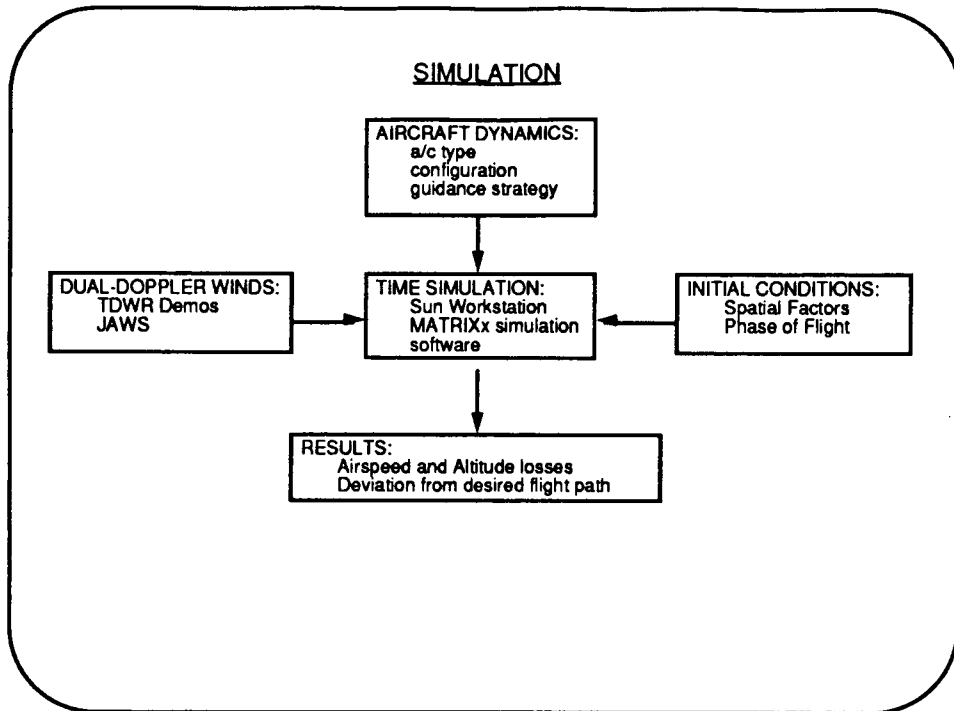 SIMULATION
AIRCRAFT DYNAMICS:
a/c type
configuration
guidance strategy
DUAL-DOPPLER WINDS:
TDWR Demos
JAWS
TIME SIMULATION:
Sun Workstation
MATRIXx simulation
software
INITIAL CONDITIONS:
Spatial Factors
Phase of Flight
RESULTS:
Airspeed and Altitude losses
Deviation from desired flight path